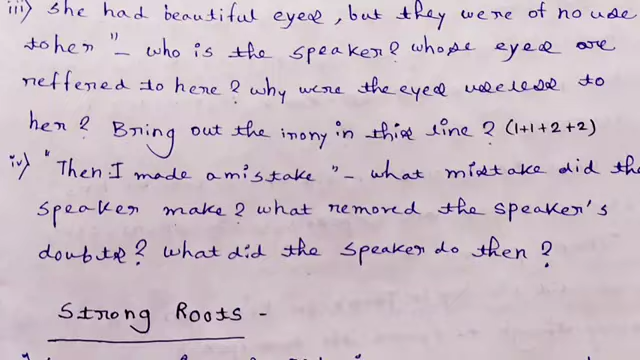 iii) She had beautiful eyes, but they were of no use
to her" - who is the speaker? whose eyes are
reffered to here? why were the eyes useless to
her? Bring out the irony in this line? (1+1+2+2)
iv) "Then I made a mistake" - what mistake did the
speaker make? what removed the speaker's
doubts? what did the speaker do then?
Strong Roots -